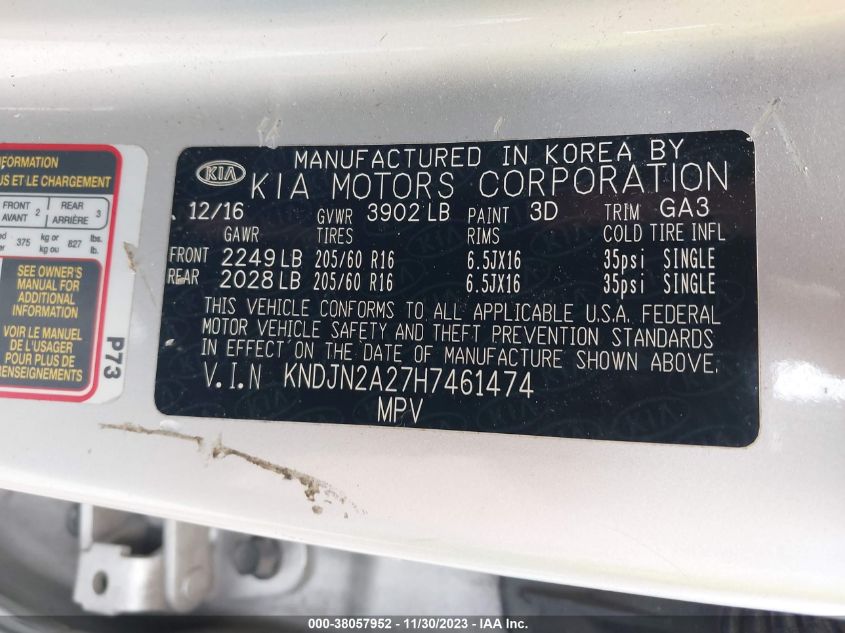 FORMATION
US ET LE CHARGEMENT
FRONT
AVANT 2 REAR
ARRIÈRE 3
375 kg or
kg ou 827 lbs.
lb.
SEE OWNER'S
MANUAL FOR
ADDITIONAL
INFORMATION
VOIR LE MANUEL
DE L'USAGER
POUR PLUS DE
RENSEIGNEMENTS
P73
KIA
MANUFACTURED IN KOREA BY
KIA MOTORS CORPORATION
12/16 GVWR 3902 LB PAINT 3D TRIM GA3
GAWR TIRES RIMS COLD TIRE INFL
FRONT 2249 LB 205/60 R16 6.5JX16 35psi SINGLE
REAR 2028 LB 205/60 R16 6.5JX16 35psi SINGLE
THIS VEHICLE CONFORMS TO ALL APPLICABLE U.S.A. FEDERAL
MOTOR VEHICLE SAFETY AND THEFT PREVENTION STANDARDS
IN EFFECT ON THE DATE OF MANUFACTURE SHOWN ABOVE.
V.I.N KNDJN2A27H7461474
MPV
000-38057952 - 11/30/2023 - IAA Inc.